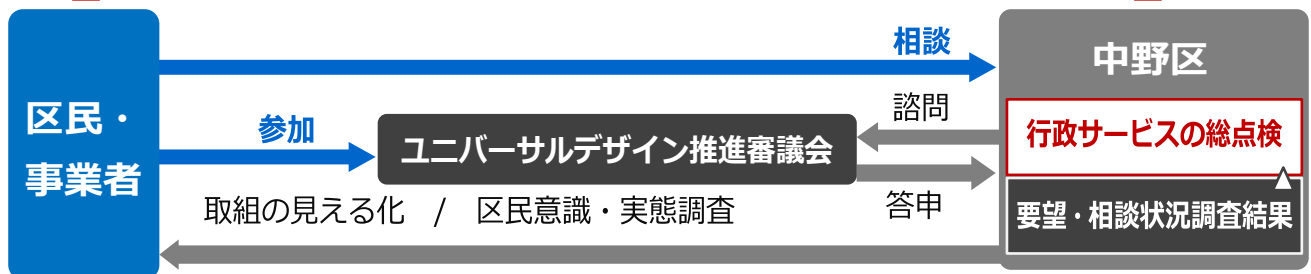 区民・
事業者
相談
参加
ユニバーサルデザイン推進審議会
諮問
答申
取組の見える化 / 区民意識・実態調査
中野区
行政サービスの総点検
要望・相談状況調査結果